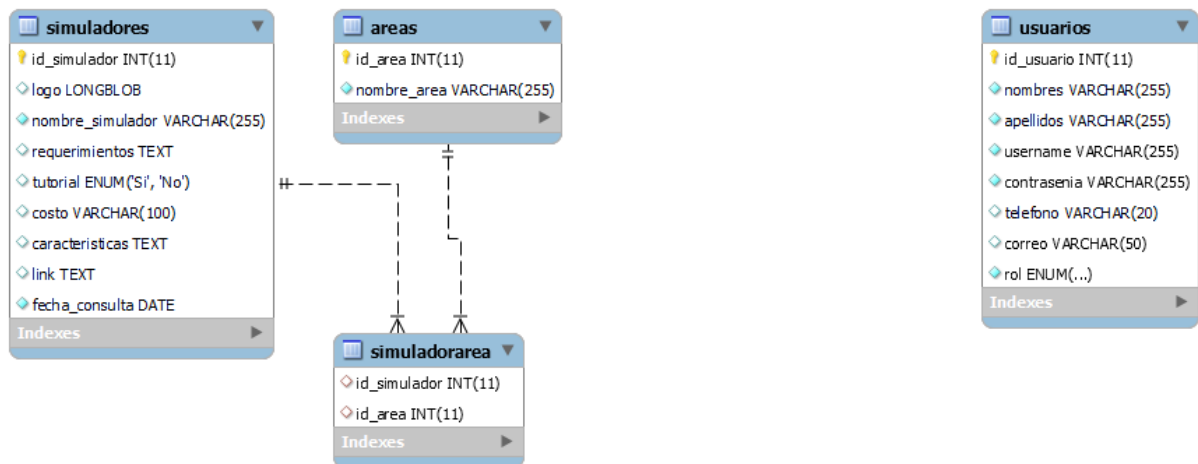 simuladores
id_simulador INT(11)
logo LONGBLOB
nombre_simulador VARCHAR(255)
requerimientos TEXT
tutorial ENUM('Si', 'No')
costo VARCHAR(100)
caracteristicas TEXT
link TEXT
fecha_consulta DATE
Indexes
areas
id_area INT(11)
nombre_area VARCHAR(255)
Indexes
simuladorarea
id_simulador INT(11)
id_area INT(11)
Indexes
usuarios
id_usuario INT(11)
nombres VARCHAR(255)
apellidos VARCHAR(255)
username VARCHAR(255)
contrasenia VARCHAR(255)
telefono VARCHAR(20)
correo VARCHAR(50)
rol ENUM(...)
Indexes